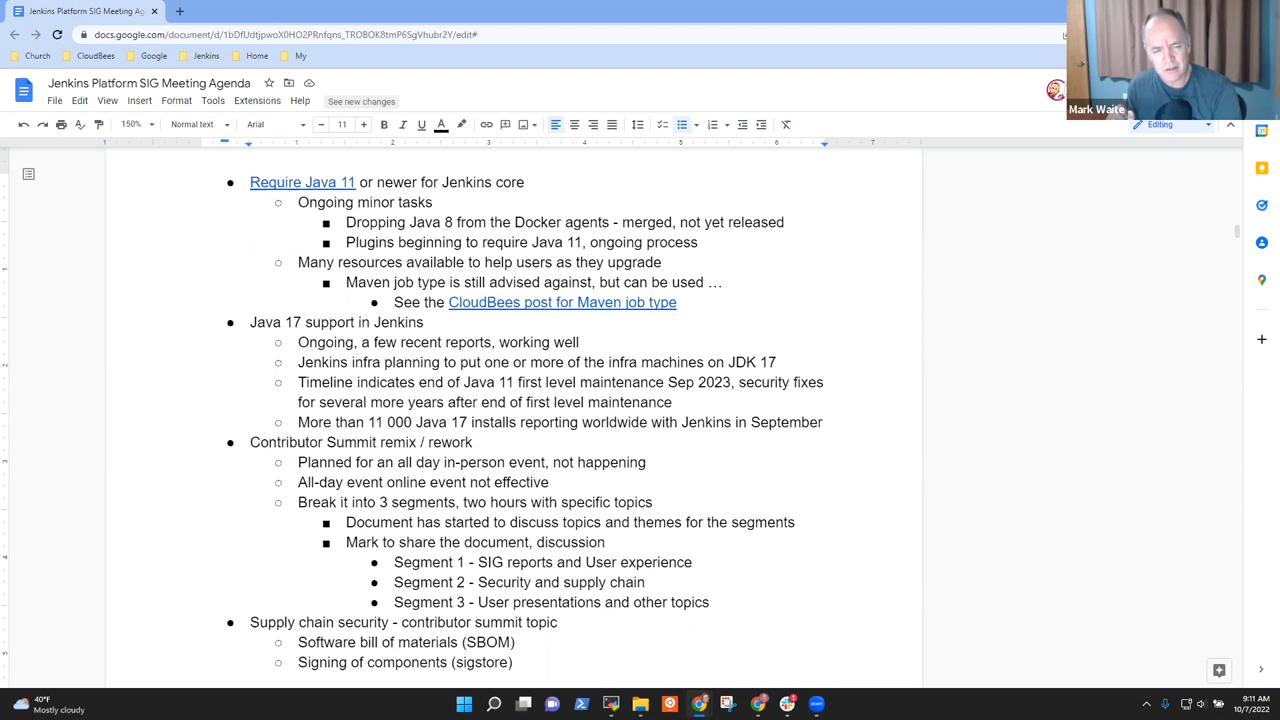 Jenkins Platform SIG Meeting Ag
docs.google.com/document/d/1bDfUdtjpwoX0HO2PRnfqns_TROBOK8tmP6SgVhubr2Y/edit#
Church CloudBees Google Jenkins Home My
Jenkins Platform SIG Meeting Agenda
File Edit View Insert Format Tools Extensions Help See new changes
Mark Waite
150% Normal text Arial 11 Editing
1 1 2 3 4 5 6 7
● Require Java 11 or newer for Jenkins core
○ Ongoing minor tasks
■ Dropping Java 8 from the Docker agents - merged, not yet released
■ Plugins beginning to require Java 11, ongoing process
○ Many resources available to help users as they upgrade
■ Maven job type is still advised against, but can be used …
● See the CloudBees post for Maven job type
● Java 17 support in Jenkins
○ Ongoing, a few recent reports, working well
○ Jenkins infra planning to put one or more of the infra machines on JDK 17
○ Timeline indicates end of Java 11 first level maintenance Sep 2023, security fixes
for several more years after end of first level maintenance
○ More than 11 000 Java 17 installs reporting worldwide with Jenkins in September
● Contributor Summit remix / rework
○ Planned for an all day in-person event, not happening
○ All-day event online event not effective
○ Break it into 3 segments, two hours with specific topics
■ Document has started to discuss topics and themes for the segments
■ Mark to share the document, discussion
● Segment 1 - SIG reports and User experience
● Segment 2 - Security and supply chain
● Segment 3 - User presentations and other topics
● Supply chain security - contributor summit topic
○ Software bill of materials (SBOM)
○ Signing of components (sigstore)
40°F
Mostly cloudy
9:11 AM
10/7/2022